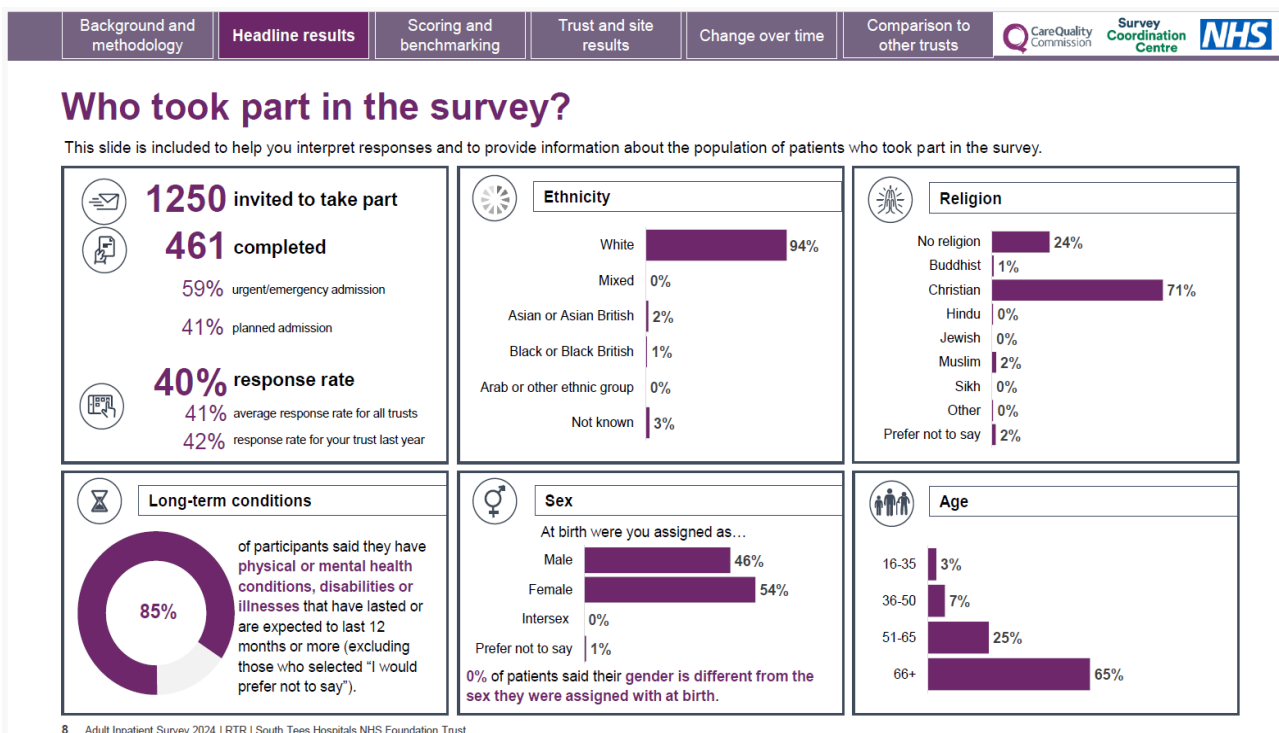 Background and
methodology
Headline results
Scoring and
benchmarking
Trust and site
results
Change over time
Comparison to
other trusts
CareQuality
Commission
Survey
Coordination
Centre
NHS
Who took part in the survey?
This slide is included to help you interpret responses and to provide information about the population of patients who took part in the survey.
1250 invited to take part
461 completed
59% urgent/emergency admission
41% planned admission
40% response rate
41% average response rate for all trusts
42% response rate for your trust last year
Ethnicity
White 94%
Mixed 0%
Asian or Asian British 2%
Black or Black British 1%
Arab or other ethnic group 0%
Not known 3%
Religion
No religion 24%
Buddhist 1%
Christian 71%
Hindu 0%
Jewish 0%
Muslim 2%
Sikh 0%
Other 0%
Prefer not to say 2%
Long-term conditions
85%
of participants said they have
physical or mental health
conditions, disabilities or
illnesses that have lasted or
are expected to last 12
months or more (excluding
those who selected “I would
prefer not to say”).
Sex
At birth were you assigned as…
Male 46%
Female 54%
Intersex 0%
Prefer not to say 1%
0% of patients said their gender is different from the
sex they were assigned with at birth.
Age
16-35 3%
36-50 7%
51-65 25%
66+ 65%
8 Adult Inpatient Survey 2024 | RTR | South Tees Hospitals NHS Foundation Trust